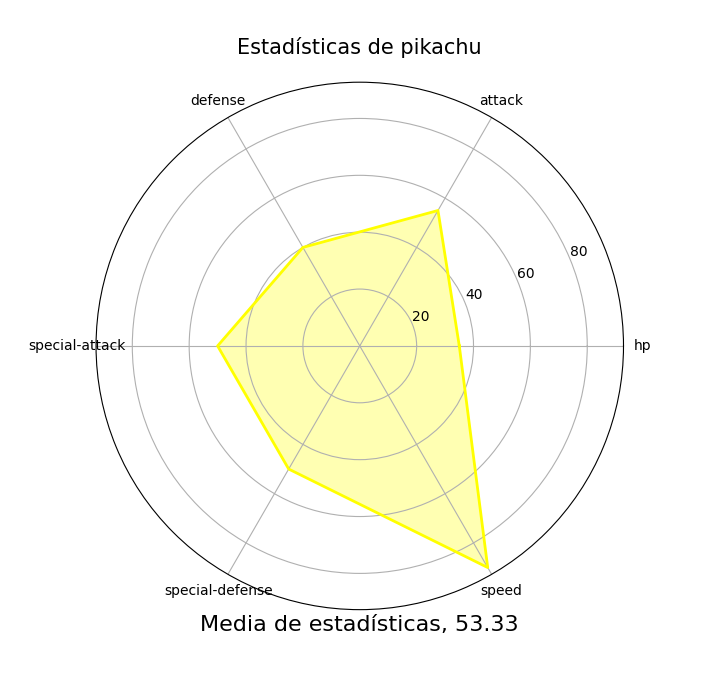 Estadísticas de pikachu
defense
attack
80
60
40
20
special-attack
hp
special-defense
speed
Media de estadísticas, 53.33